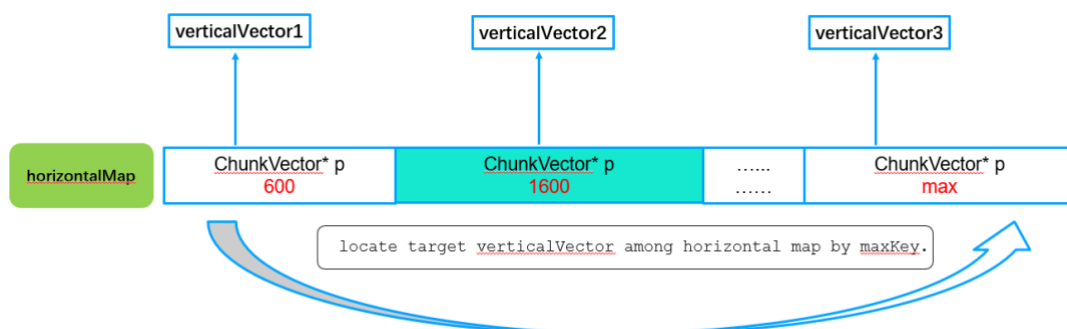 verticalVector1
verticalVector2
verticalVector3
horizontalMap
ChunkVector* p
600
ChunkVector* p
1600
......
......
ChunkVector* p
max
locate target verticalVector among horizontal map by maxKey.